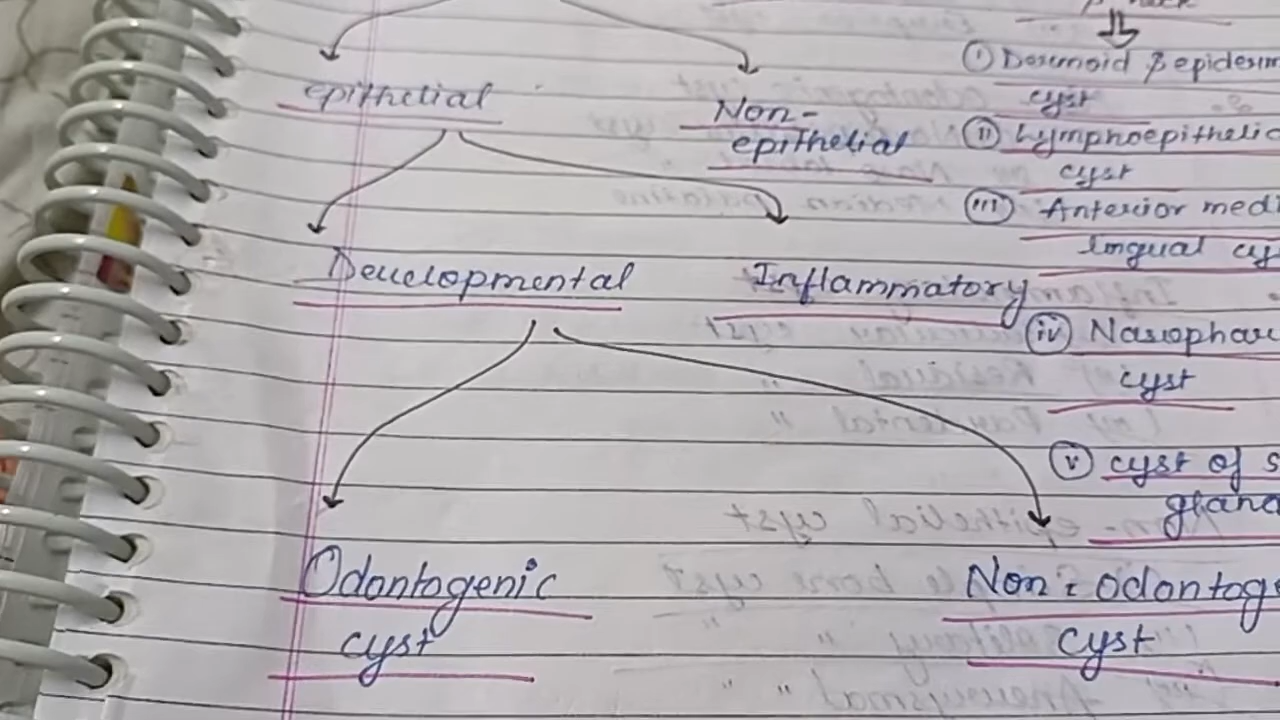 epithelial
Non-
epithelial
Developmental
Inflammatory
Odontogenic
cyst
Non-odontog
cyst
(i) Dermoid & epiderm
cyst
(ii) Lymphoepithelia
cyst
(iii) Anterior medi
lingual cy
(iv) Nasophar
cyst
(v) cyst of s
gland